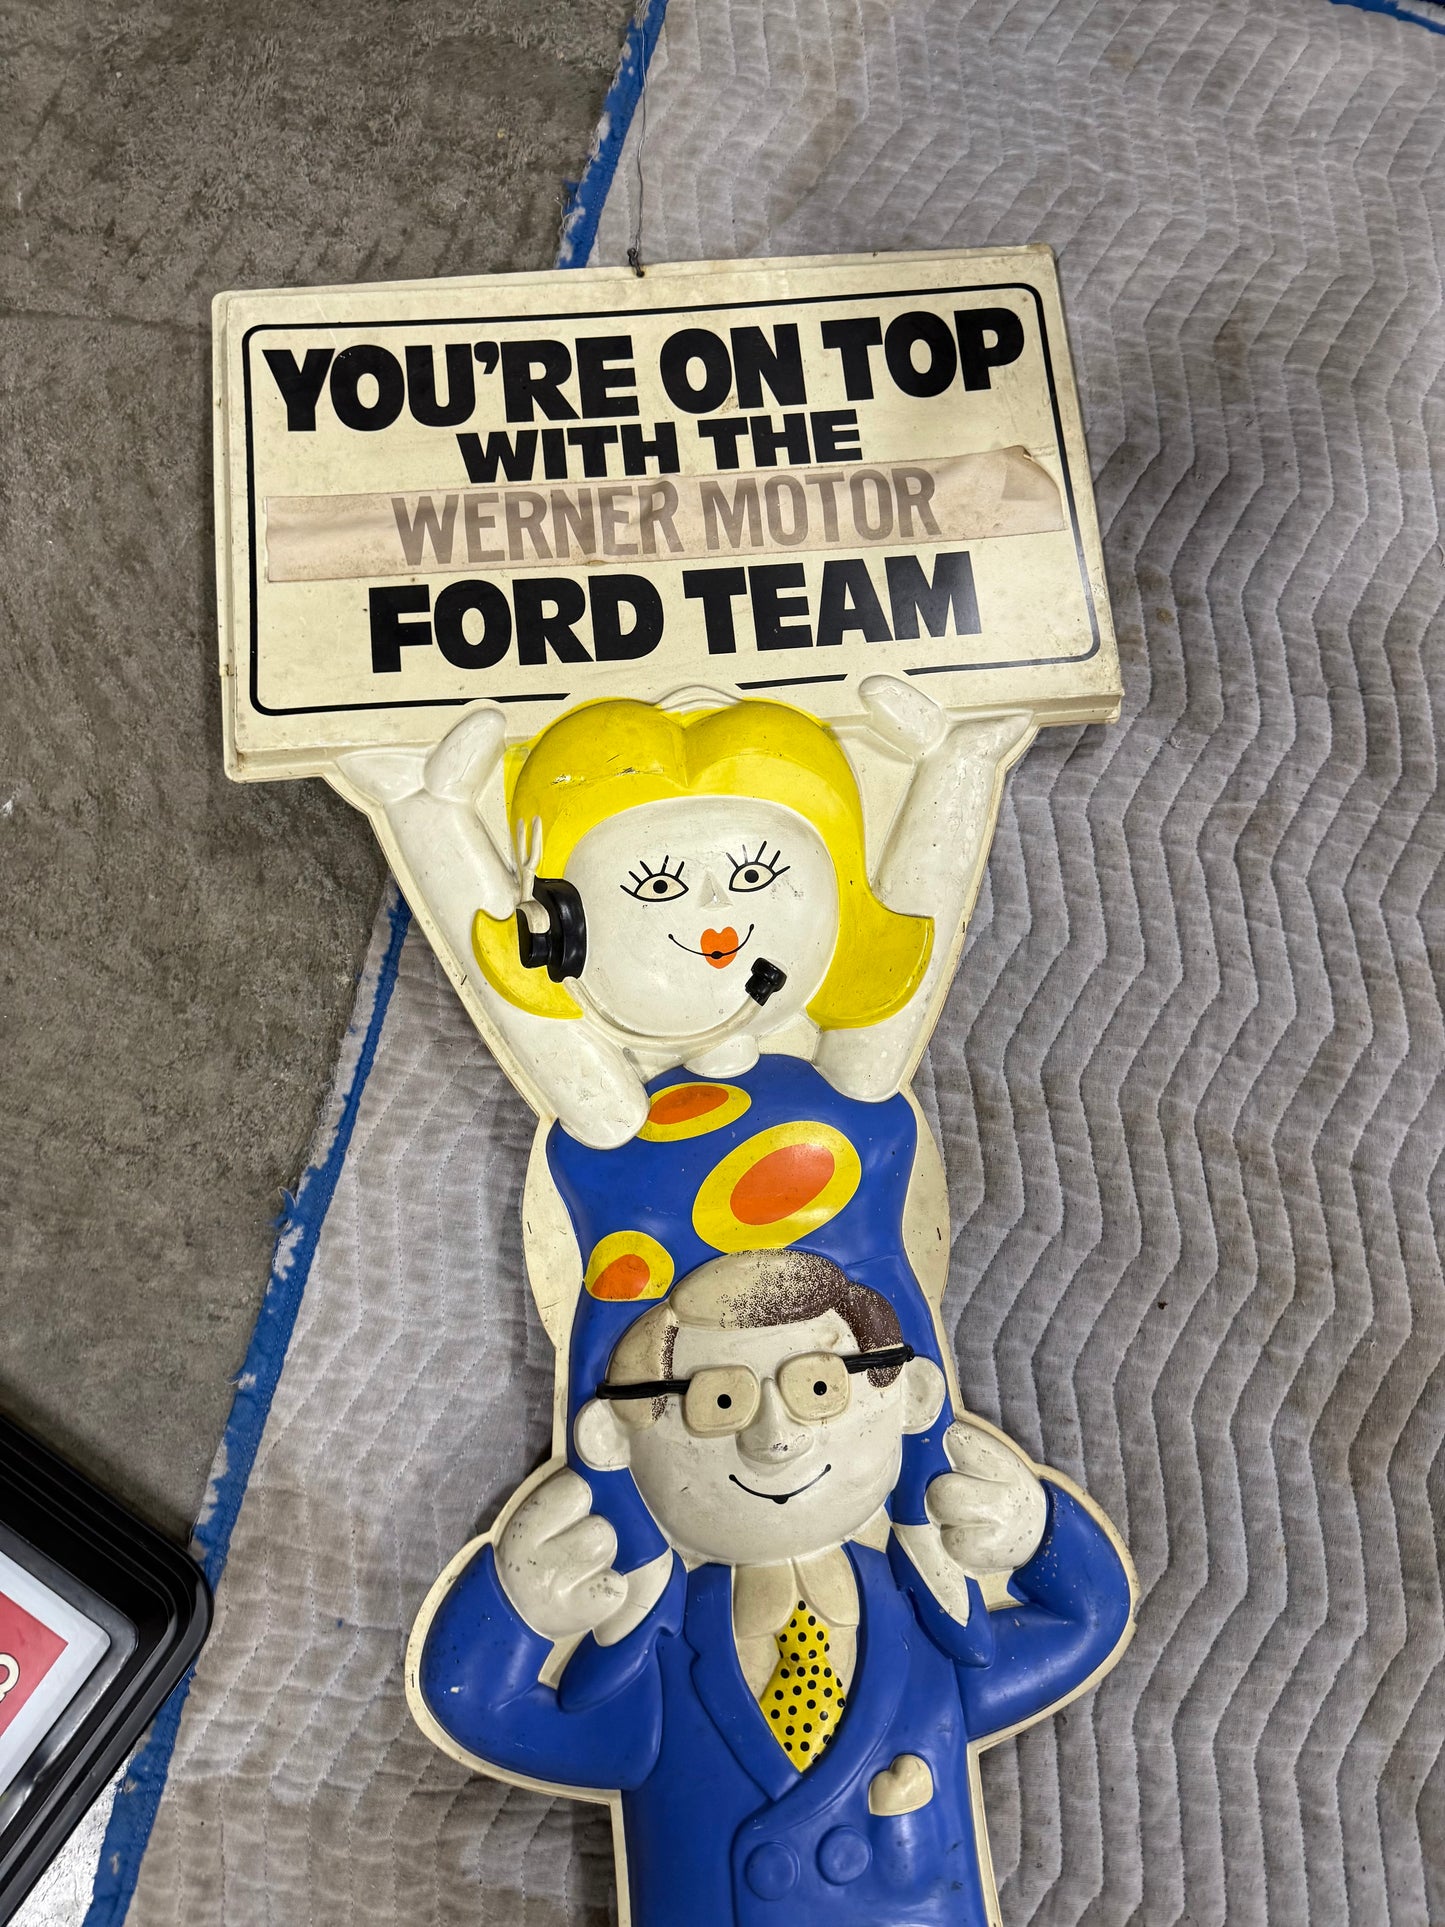 YOU'RE ON TOP
WITH THE
WERNER MOTOR
FORD TEAM